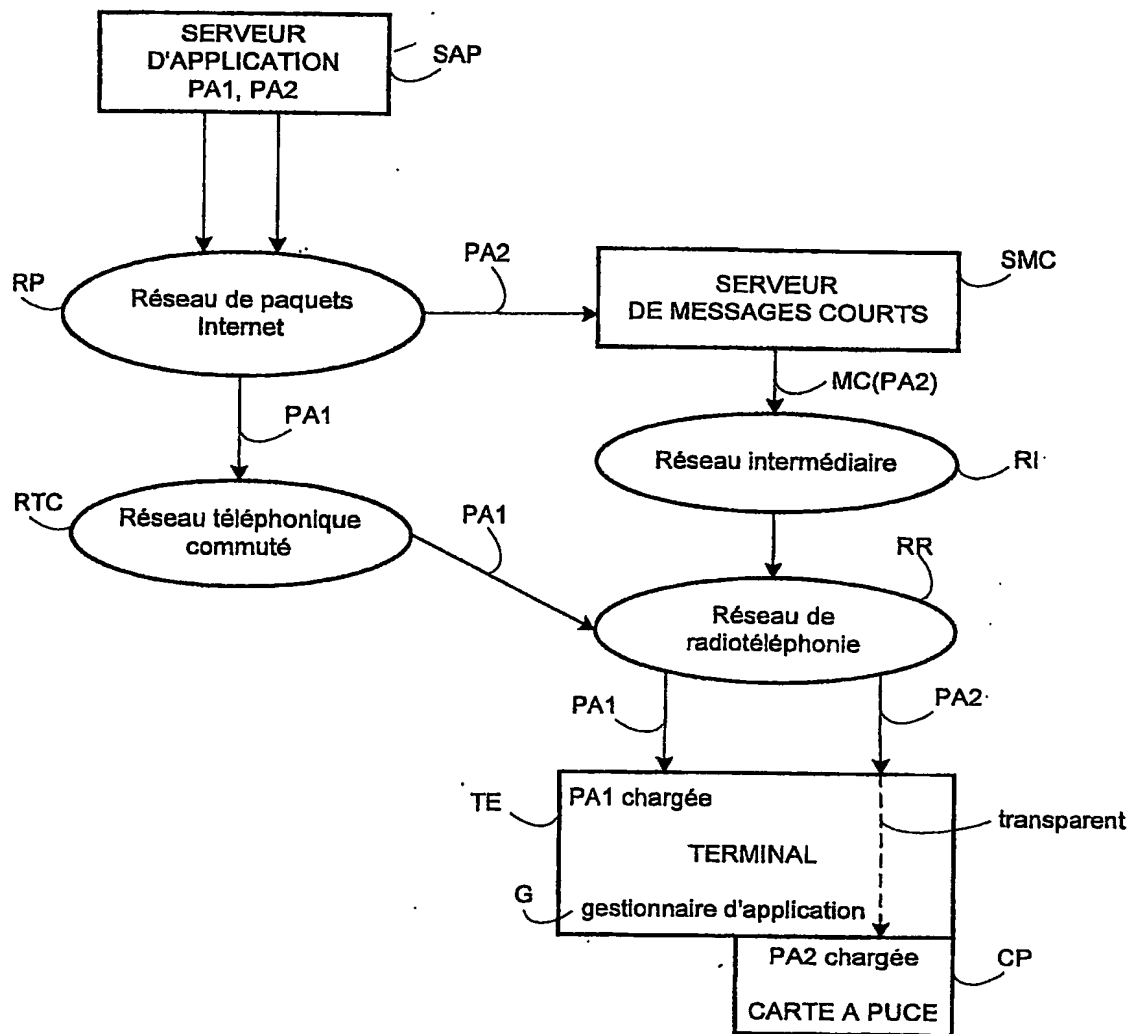 SERVEUR
D'APPLICATION
PA1, PA2
SAP
RP
Réseau de paquets
Internet
PA2
SERVEUR
DE MESSAGES COURTS
SMC
MC(PA2)
PA1
Réseau intermédiaire
RI
RTC
Réseau téléphonique
commuté
PA1
RR
Réseau de
radiotéléphonie
PA1
PA2
TE
PA1 chargée
transparent
TERMINAL
G
gestionnaire d'application
PA2 chargée
CP
CARTE A PUCE